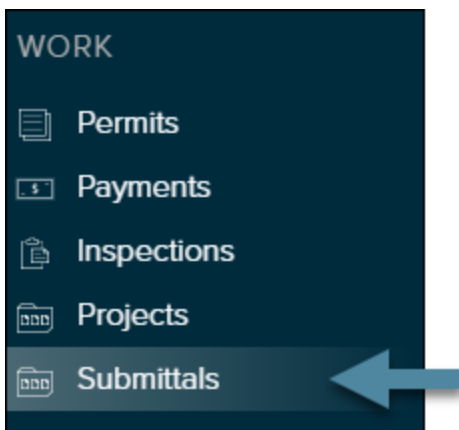 WORK
Permits
Payments
Inspections
Projects
Submittals